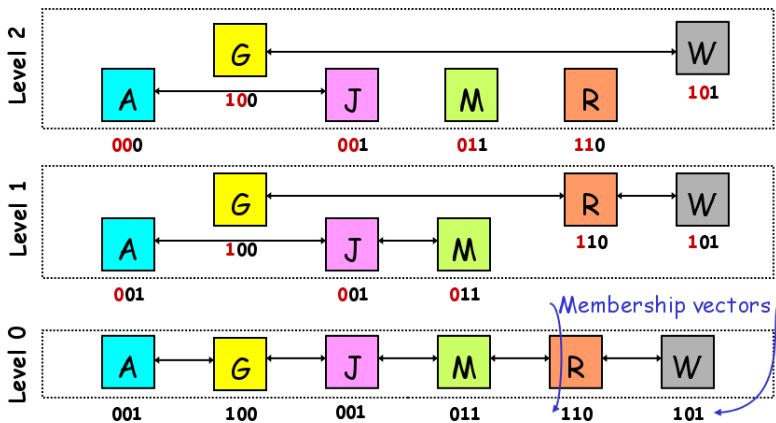 Level 2
G W
A J M R
100 101
000 001 011 110
Level 1
G R W
A J M
100 110 101
001 001 011
Membership vectors
Level 0
A G J M R W
001 100 001 011 110 101